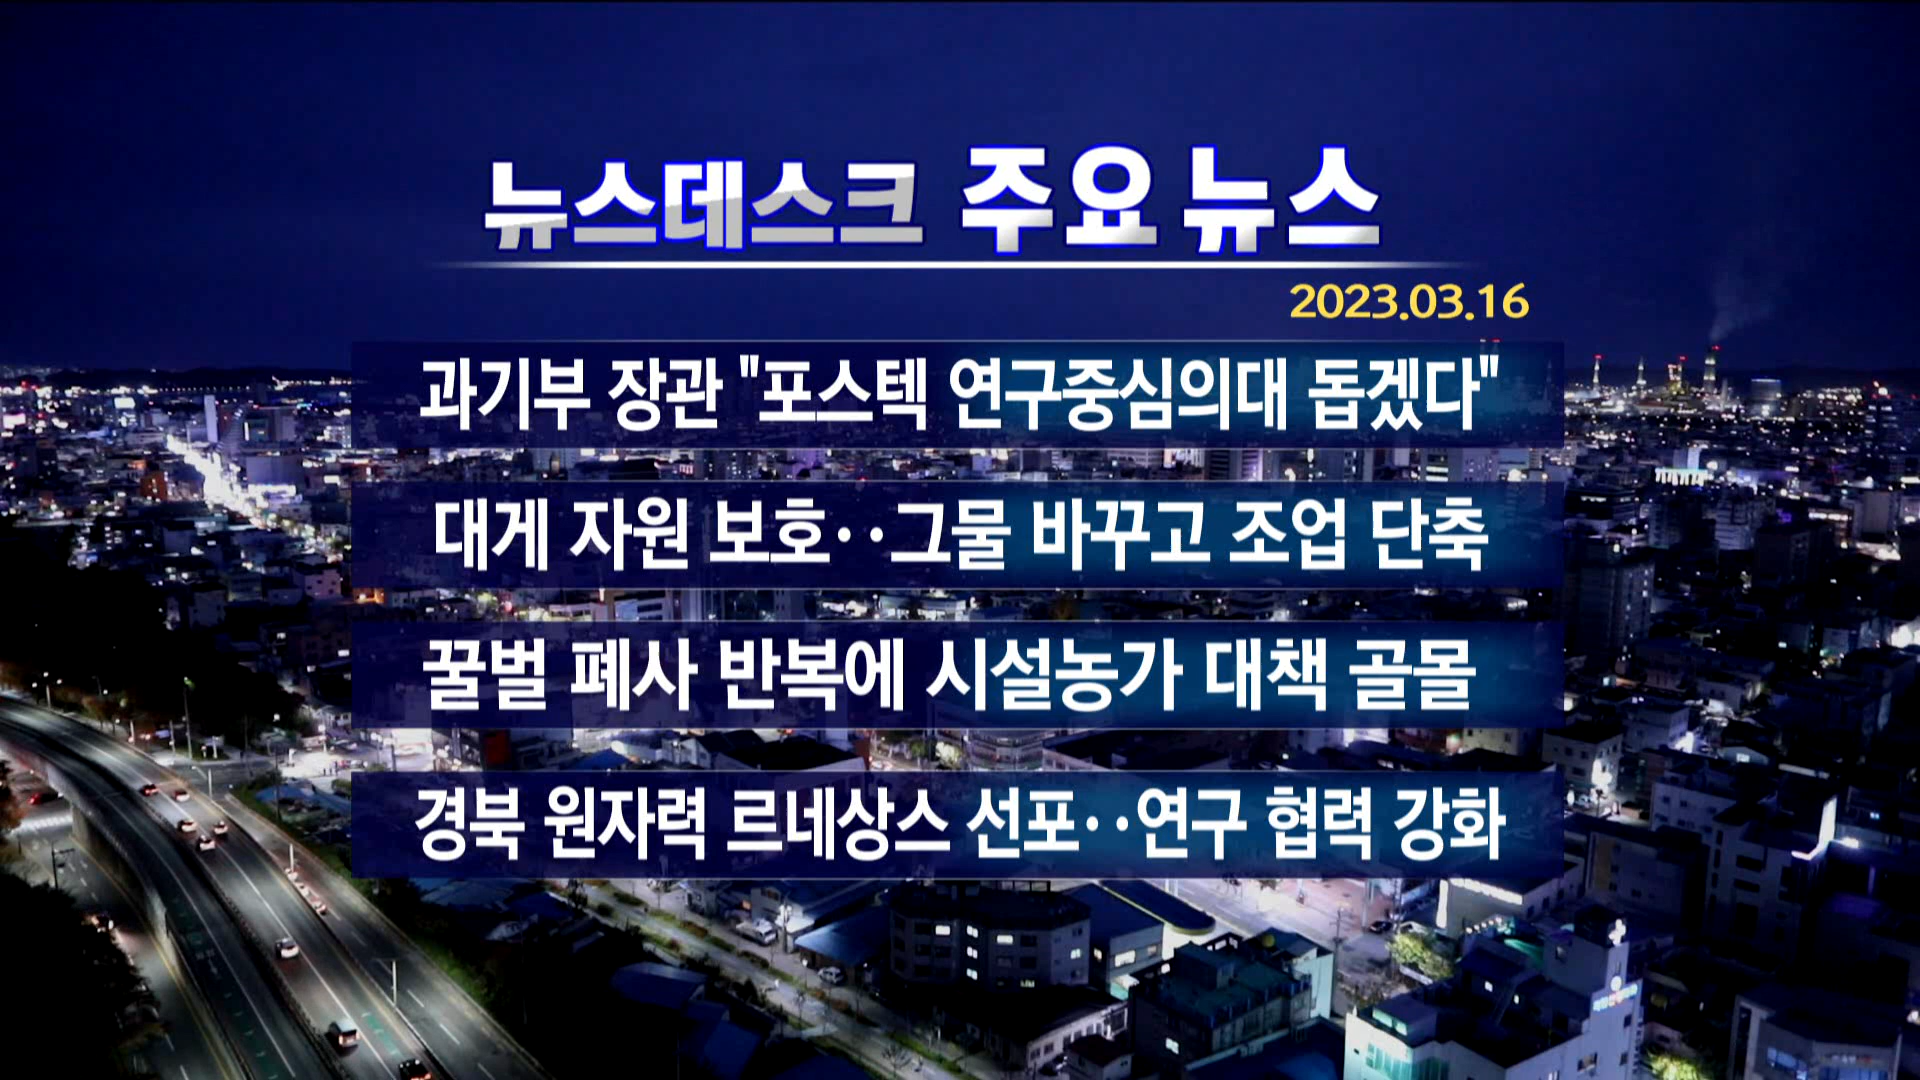 뉴스데스크 주요뉴스
2023.03.16
과기부 장관 "포스텍 연구중심의대 돕겠다"
대게 자원 보호‥그물 바꾸고 조업 단축
꿀벌 폐사 반복에 시설농가 대책 골몰
경북 원자력 르네상스 선포‥연구 협력 강화